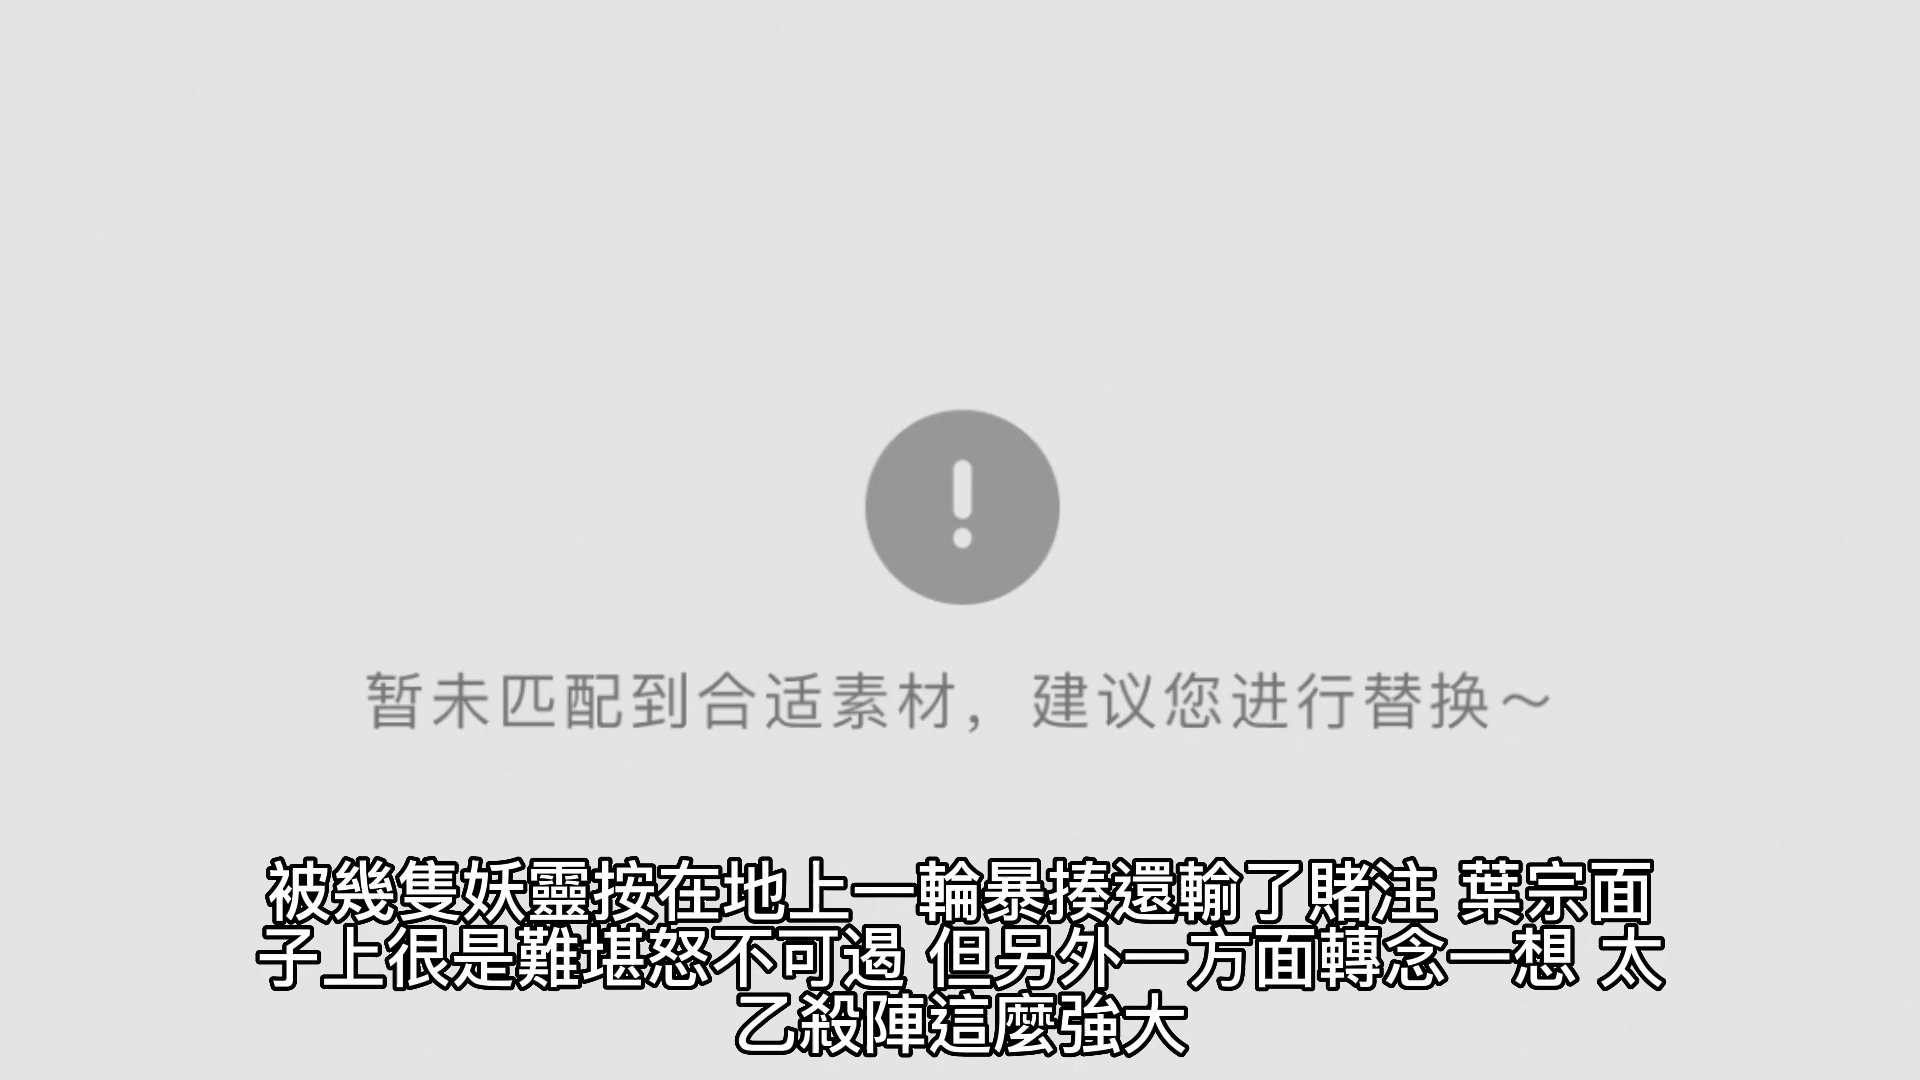 暂未匹配到合适素材，建议您进行替换～
被幾隻妖靈按在地上一輪暴揍還輸了賭注 葉宗面
子上很是難堪怒不可遏 但另外一方面轉念一想 太
乙殺陣這麼強大